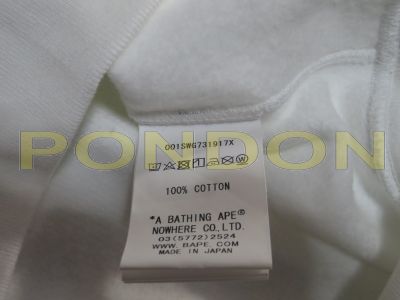 001SWG731917X
PONDON
100% COTTON
"A BATHING APE®
NOWHERE CO., LTD.
03(5772)2524
WWW.BAPE.COM
MADE IN JAPAN